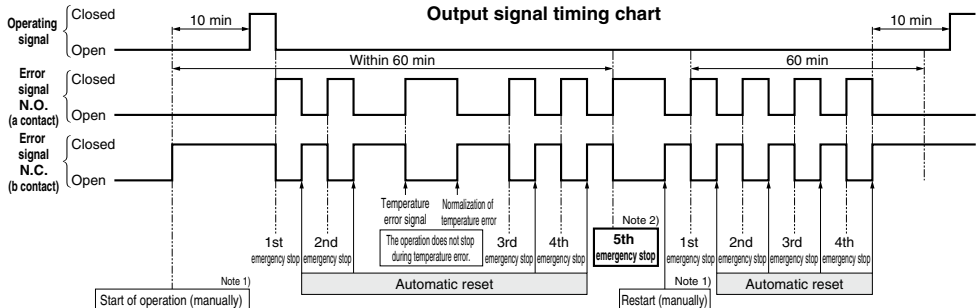 Output signal timing chart
Operating
signal
Closed
Open
10 min
10 min
Within 60 min
60 min
Error
signal
N.O.
(a contact)
Closed
Open
Error
signal
N.C.
(b contact)
Closed
Open
Temperature
error signal
Normalization of
temperature error
The operation does not stop
during temperature error.
1st
emergency stop
2nd
emergency stop
3rd
emergency stop
4th
emergency stop
Note 2)
5th
emergency stop
1st
emergency stop
2nd
emergency stop
3rd
emergency stop
4th
emergency stop
Note 1)
Start of operation (manually)
Automatic reset
Note 1)
Restart (manually)
Automatic reset